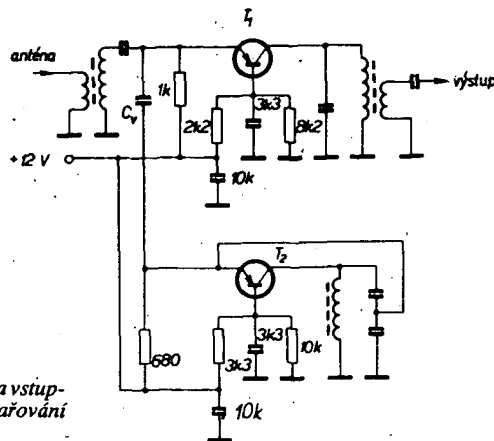 T₁
anténa
výstup
Cᵥ
1k
2k2
3k3
8k2
+12 V
10k
T₂
680
3k3
3k3
10k
10k
a vstup-
ařování